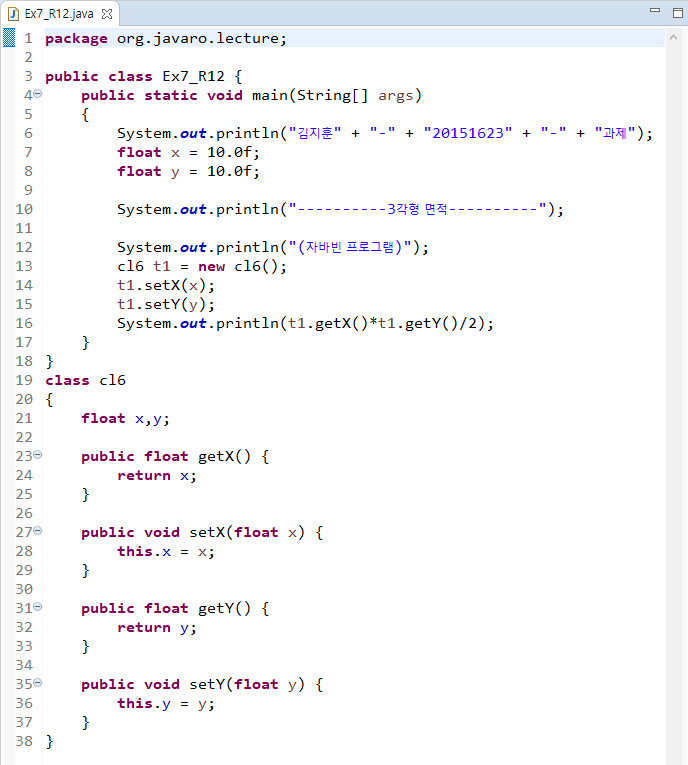 Ex7_R12.java
1 package org.javaro.lecture;
2
3 public class Ex7_R12 {
4 public static void main(String[] args)
5 {
6 System.out.println("김지훈" + "-" + "20151623" + "-" + "과제");
7 float x = 10.0f;
8 float y = 10.0f;
9
10 System.out.println("----------3각형 면적----------");
11
12 System.out.println("(자바빈 프로그램)");
13 cl6 t1 = new cl6();
14 t1.setX(x);
15 t1.setY(y);
16 System.out.println(t1.getX()*t1.getY()/2);
17 }
18 }
19 class cl6
20 {
21 float x,y;
22
23 public float getX() {
24 return x;
25 }
26
27 public void setX(float x) {
28 this.x = x;
29 }
30
31 public float getY() {
32 return y;
33 }
34
35 public void setY(float y) {
36 this.y = y;
37 }
38 }